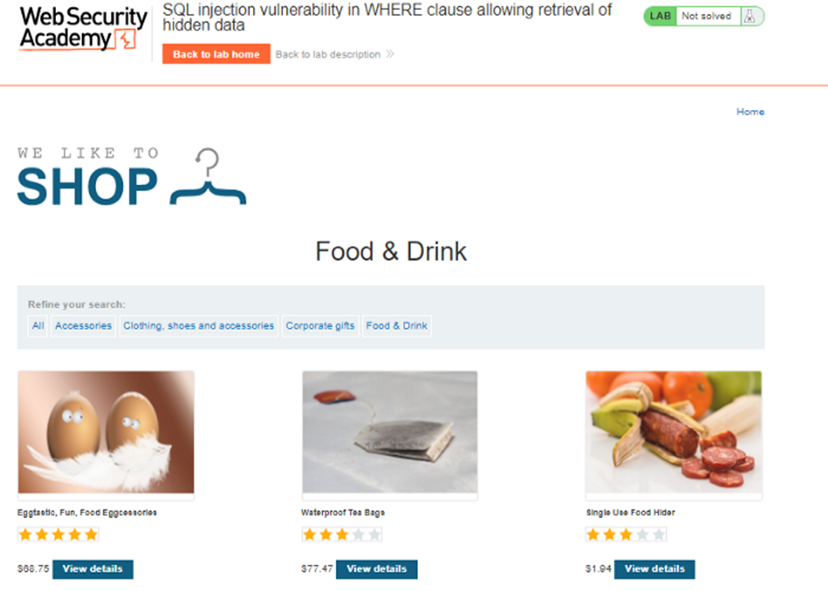 Web Security
Academy
SQL injection vulnerability in WHERE clause allowing retrieval of
hidden data
LAB Not solved
Back to lab home Back to lab description
Home
WE LIKE TO
SHOP
Food & Drink
Refine your search:
All Accessories Clothing, shoes and accessories Corporate gifts Food & Drink
Eggtastic, Fun, Food Eggcessories
Waterproof Tea Bags
Single Use Food Hider
$68.75 View details
$77.47 View details
$1.94 View details